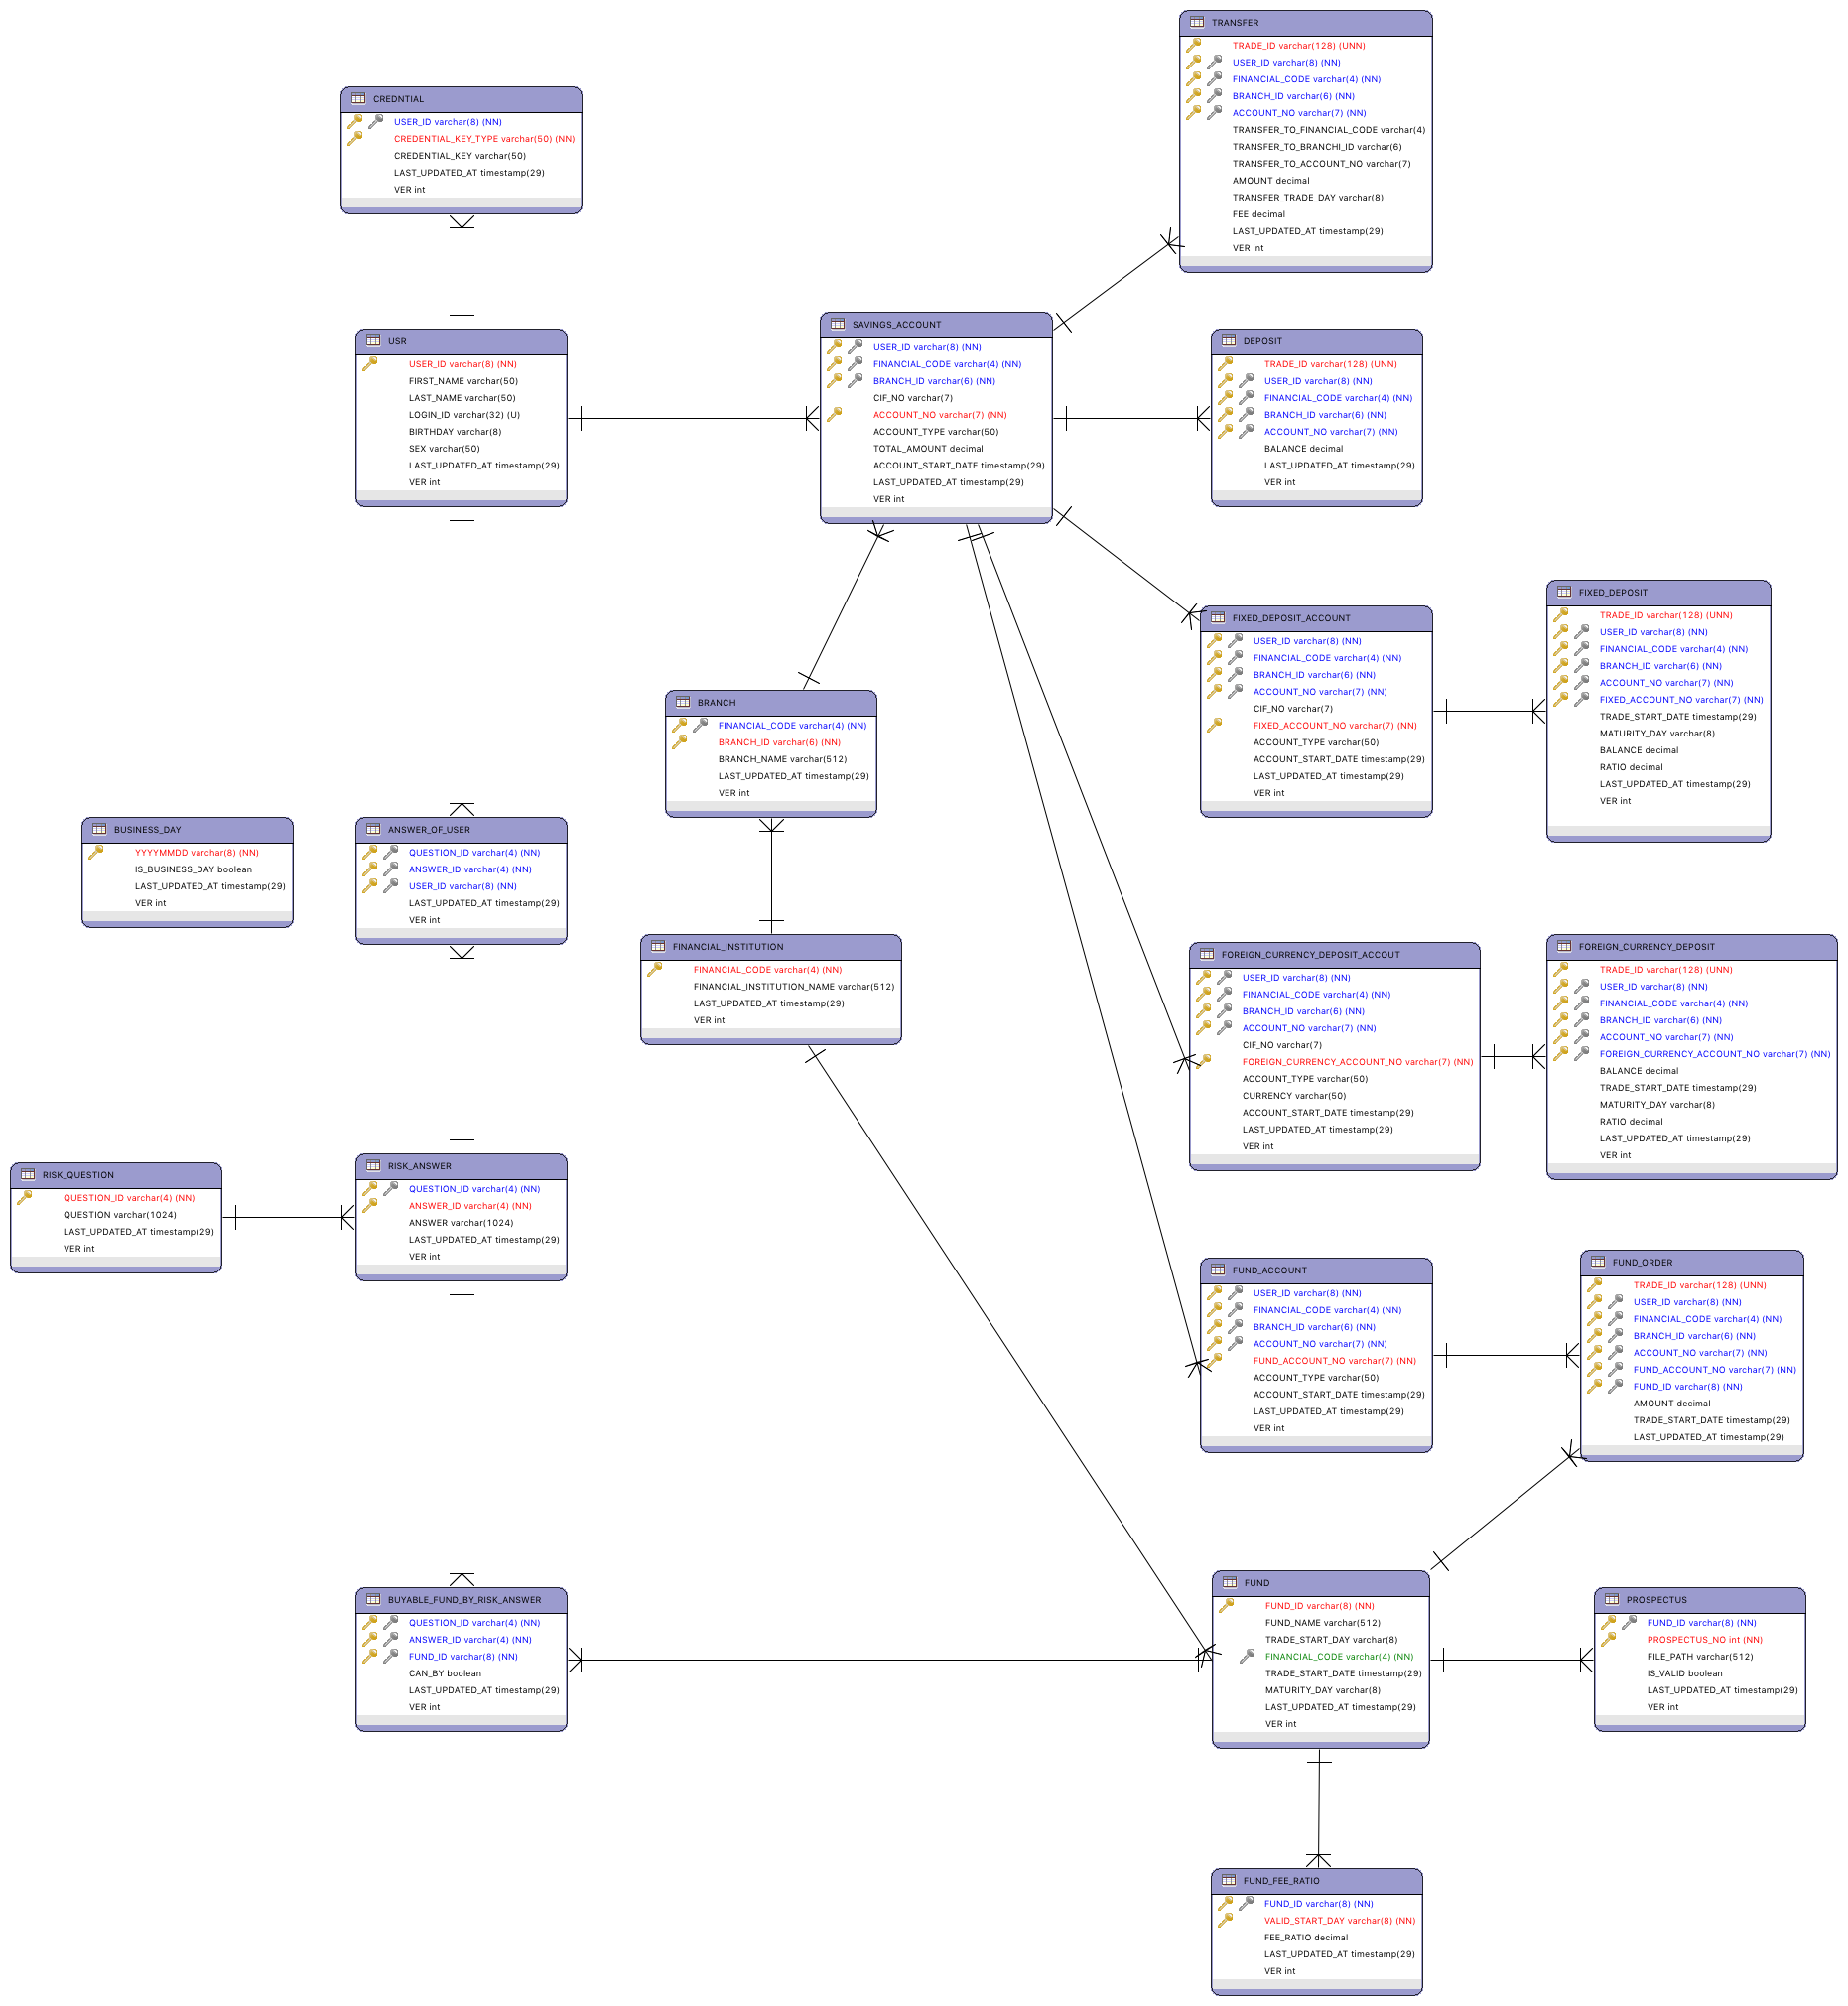 TRANSFER
TRADE_ID varchar(128) (UNN)
USER_ID varchar(8) (NN)
FINANCIAL_CODE varchar(4) (NN)
BRANCH_ID varchar(6) (NN)
ACCOUNT_NO varchar(7) (NN)
TRANSFER_TO_FINANCIAL_CODE varchar(4)
TRANSFER_TO_BRANCHI_ID varchar(6)
TRANSFER_TO_ACCOUNT_NO varchar(7)
AMOUNT decimal
TRANSFER_TRADE_DAY varchar(8)
FEE decimal
LAST_UPDATED_AT timestamp(29)
VER int
CREDNTIAL
USER_ID varchar(8) (NN)
CREDENTIAL_KEY_TYPE varchar(50) (NN)
CREDENTIAL_KEY varchar(50)
LAST_UPDATED_AT timestamp(29)
VER int
USR
USER_ID varchar(8) (NN)
FIRST_NAME varchar(50)
LAST_NAME varchar(50)
LOGIN_ID varchar(32) (U)
BIRTHDAY varchar(8)
SEX varchar(50)
LAST_UPDATED_AT timestamp(29)
VER int
SAVINGS_ACCOUNT
USER_ID varchar(8) (NN)
FINANCIAL_CODE varchar(4) (NN)
BRANCH_ID varchar(6) (NN)
CIF_NO varchar(7)
ACCOUNT_NO varchar(7) (NN)
ACCOUNT_TYPE varchar(50)
TOTAL_AMOUNT decimal
ACCOUNT_START_DATE timestamp(29)
LAST_UPDATED_AT timestamp(29)
VER int
DEPOSIT
TRADE_ID varchar(128) (UNN)
USER_ID varchar(8) (NN)
FINANCIAL_CODE varchar(4) (NN)
BRANCH_ID varchar(6) (NN)
ACCOUNT_NO varchar(7) (NN)
BALANCE decimal
LAST_UPDATED_AT timestamp(29)
VER int
FIXED_DEPOSIT_ACCOUNT
USER_ID varchar(8) (NN)
FINANCIAL_CODE varchar(4) (NN)
BRANCH_ID varchar(6) (NN)
ACCOUNT_NO varchar(7) (NN)
CIF_NO varchar(7)
FIXED_ACCOUNT_NO varchar(7) (NN)
ACCOUNT_TYPE varchar(50)
ACCOUNT_START_DATE timestamp(29)
LAST_UPDATED_AT timestamp(29)
VER int
FIXED_DEPOSIT
TRADE_ID varchar(128) (UNN)
USER_ID varchar(8) (NN)
FINANCIAL_CODE varchar(4) (NN)
BRANCH_ID varchar(6) (NN)
ACCOUNT_NO varchar(7) (NN)
FIXED_ACCOUNT_NO varchar(7) (NN)
TRADE_START_DATE timestamp(29)
MATURITY_DAY varchar(8)
BALANCE decimal
RATIO decimal
LAST_UPDATED_AT timestamp(29)
VER int
BRANCH
FINANCIAL_CODE varchar(4) (NN)
BRANCH_ID varchar(6) (NN)
BRANCH_NAME varchar(512)
LAST_UPDATED_AT timestamp(29)
VER int
BUSINESS_DAY
YYYYMMDD varchar(8) (NN)
IS_BUSINESS_DAY boolean
LAST_UPDATED_AT timestamp(29)
VER int
ANSWER_OF_USER
QUESTION_ID varchar(4) (NN)
ANSWER_ID varchar(4) (NN)
USER_ID varchar(8) (NN)
LAST_UPDATED_AT timestamp(29)
VER int
FINANCIAL_INSTITUTION
FINANCIAL_CODE varchar(4) (NN)
FINANCIAL_INSTITUTION_NAME varchar(512)
LAST_UPDATED_AT timestamp(29)
VER int
FOREIGN_CURRENCY_DEPOSIT_ACCOUT
USER_ID varchar(8) (NN)
FINANCIAL_CODE varchar(4) (NN)
BRANCH_ID varchar(6) (NN)
ACCOUNT_NO varchar(7) (NN)
CIF_NO varchar(7)
FOREIGN_CURRENCY_ACCOUNT_NO varchar(7) (NN)
ACCOUNT_TYPE varchar(50)
CURRENCY varchar(50)
ACCOUNT_START_DATE timestamp(29)
LAST_UPDATED_AT timestamp(29)
VER int
FOREIGN_CURRENCY_DEPOSIT
TRADE_ID varchar(128) (UNN)
USER_ID varchar(8) (NN)
FINANCIAL_CODE varchar(4) (NN)
BRANCH_ID varchar(6) (NN)
ACCOUNT_NO varchar(7) (NN)
FOREIGN_CURRENCY_ACCOUNT_NO varchar(7) (NN)
BALANCE decimal
TRADE_START_DATE timestamp(29)
MATURITY_DAY varchar(8)
RATIO decimal
LAST_UPDATED_AT timestamp(29)
VER int
RISK_QUESTION
QUESTION_ID varchar(4) (NN)
QUESTION varchar(1024)
LAST_UPDATED_AT timestamp(29)
VER int
RISK_ANSWER
QUESTION_ID varchar(4) (NN)
ANSWER_ID varchar(4) (NN)
ANSWER varchar(1024)
LAST_UPDATED_AT timestamp(29)
VER int
FUND_ACCOUNT
USER_ID varchar(8) (NN)
FINANCIAL_CODE varchar(4) (NN)
BRANCH_ID varchar(6) (NN)
ACCOUNT_NO varchar(7) (NN)
FUND_ACCOUNT_NO varchar(7) (NN)
ACCOUNT_TYPE varchar(50)
ACCOUNT_START_DATE timestamp(29)
LAST_UPDATED_AT timestamp(29)
VER int
FUND_ORDER
TRADE_ID varchar(128) (UNN)
USER_ID varchar(8) (NN)
FINANCIAL_CODE varchar(4) (NN)
BRANCH_ID varchar(6) (NN)
ACCOUNT_NO varchar(7) (NN)
FUND_ACCOUNT_NO varchar(7) (NN)
FUND_ID varchar(8) (NN)
AMOUNT decimal
TRADE_START_DATE timestamp(29)
LAST_UPDATED_AT timestamp(29)
BUYABLE_FUND_BY_RISK_ANSWER
QUESTION_ID varchar(4) (NN)
ANSWER_ID varchar(4) (NN)
FUND_ID varchar(8) (NN)
CAN_BY boolean
LAST_UPDATED_AT timestamp(29)
VER int
FUND
FUND_ID varchar(8) (NN)
FUND_NAME varchar(512)
TRADE_START_DAY varchar(8)
FINANCIAL_CODE varchar(4) (NN)
TRADE_START_DATE timestamp(29)
MATURITY_DAY varchar(8)
LAST_UPDATED_AT timestamp(29)
VER int
PROSPECTUS
FUND_ID varchar(8) (NN)
PROSPECTUS_NO int (NN)
FILE_PATH varchar(512)
IS_VALID boolean
LAST_UPDATED_AT timestamp(29)
VER int
FUND_FEE_RATIO
FUND_ID varchar(8) (NN)
VALID_START_DAY varchar(8) (NN)
FEE_RATIO decimal
LAST_UPDATED_AT timestamp(29)
VER int